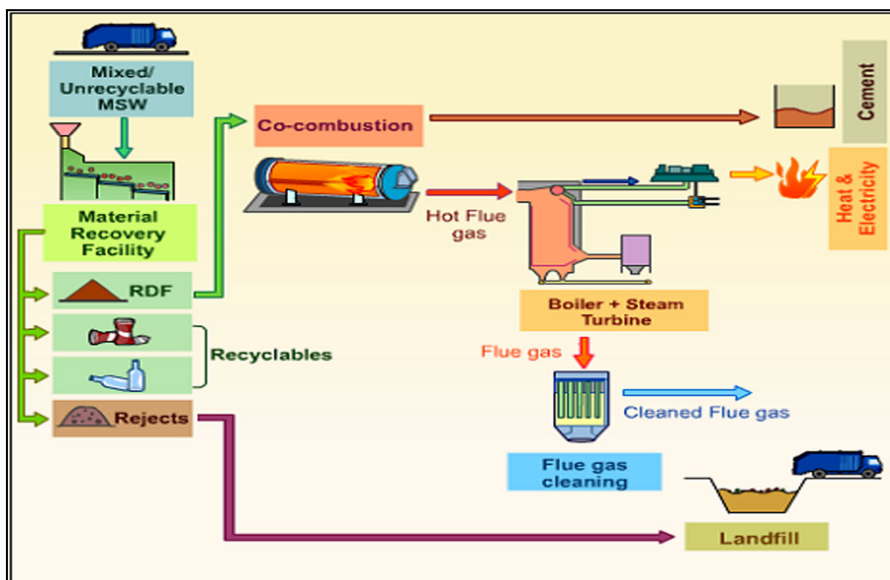 Mixed/
Unrecyclable
MSW
Co-combustion
Cement
Material
Recovery
Facility
Hot Flue
gas
Heat &
Electricity
RDF
Boiler + Steam
Turbine
Recyclables
Flue gas
Cleaned Flue gas
Rejects
Flue gas
cleaning
Landfill